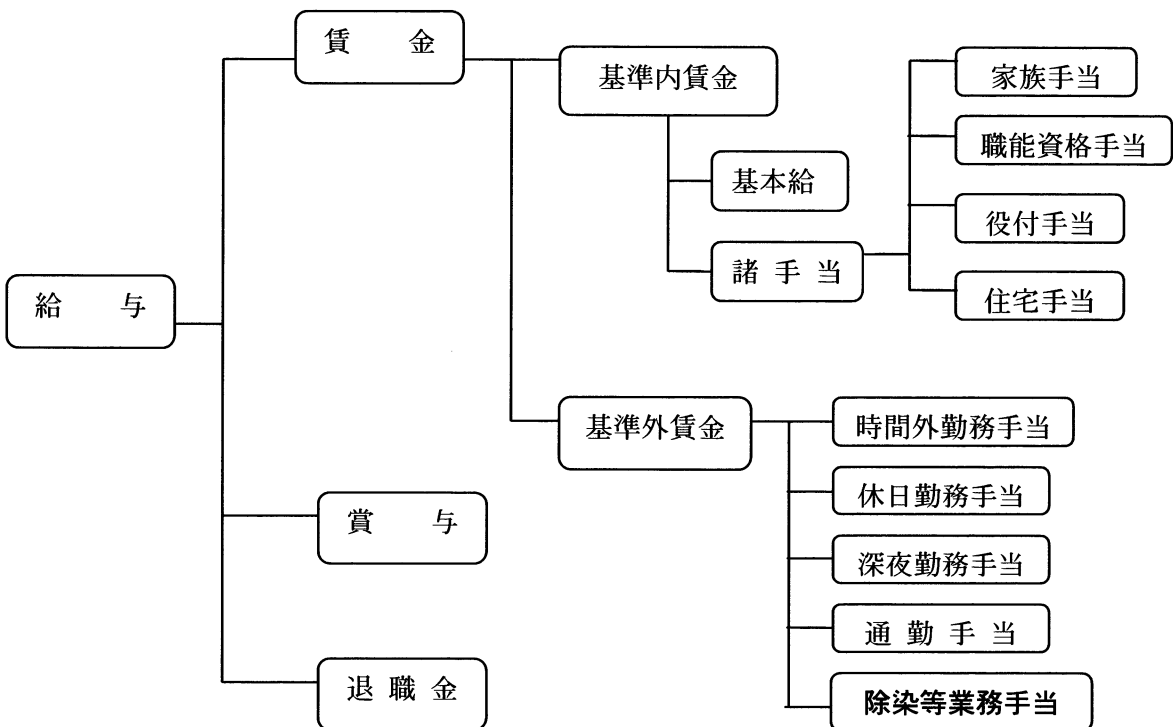 給与
賃金
基準内賃金
基本給
諸手当
家族手当
職能資格手当
役付手当
住宅手当
基準外賃金
時間外勤務手当
休日勤務手当
深夜勤務手当
通勤手当
除染等業務手当
賞与
退職金